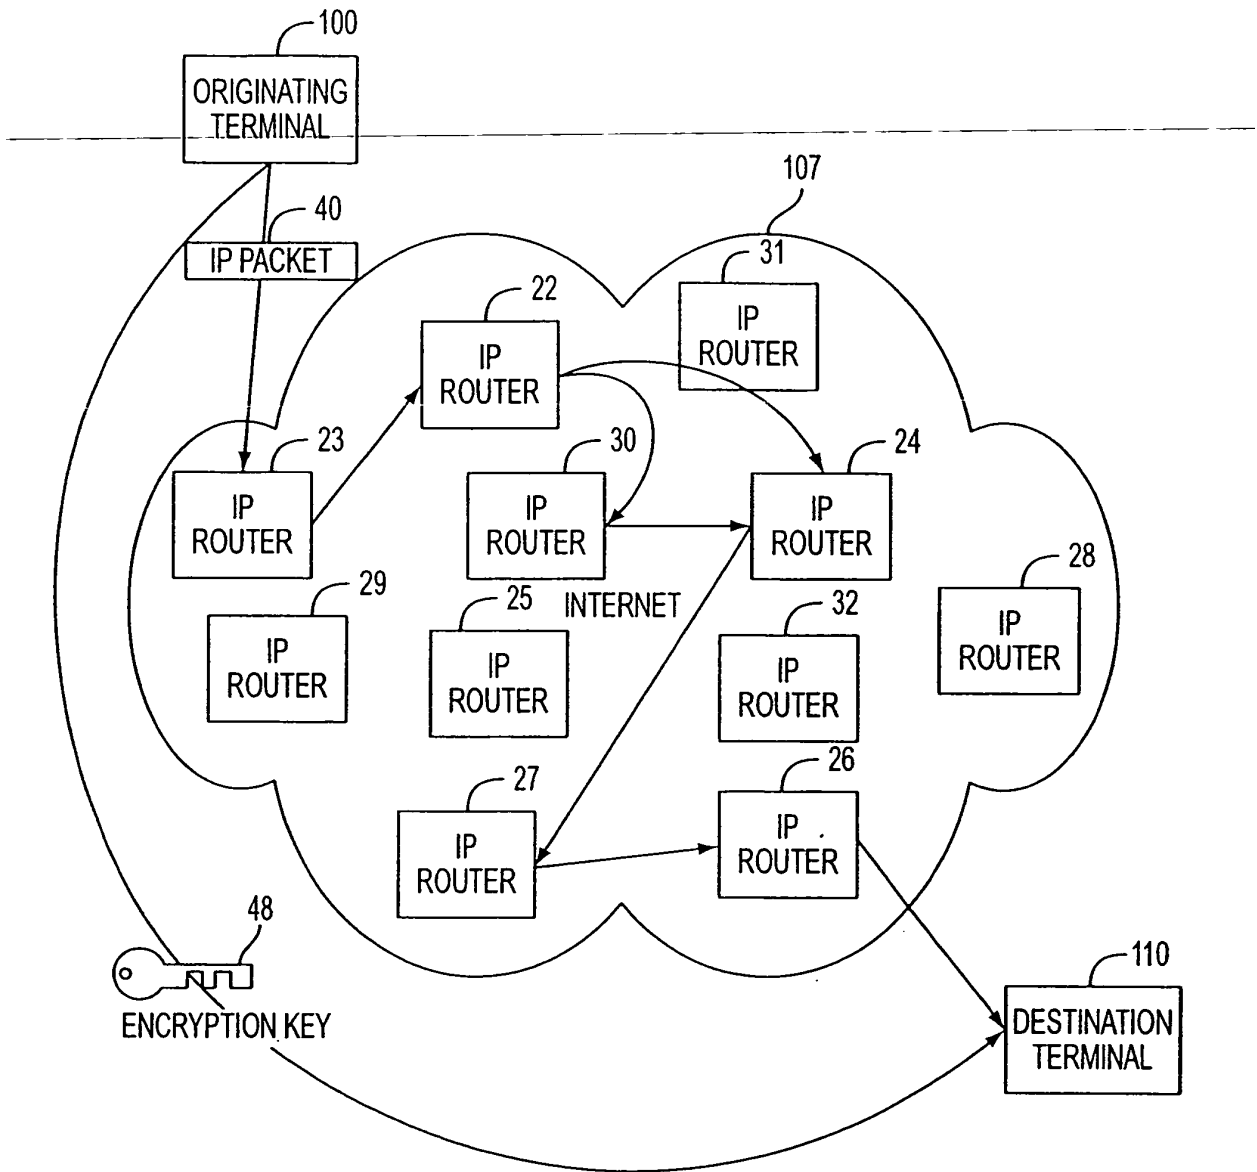 100
ORIGINATING
TERMINAL
40
IP PACKET
107
31
IP
ROUTER
22
IP
ROUTER
23
IP
ROUTER
30
IP
ROUTER
24
IP
ROUTER
INTERNET
29
IP
ROUTER
25
IP
ROUTER
32
IP
ROUTER
28
IP
ROUTER
27
IP
ROUTER
26
IP
ROUTER
48
ENCRYPTION KEY
110
DESTINATION
TERMINAL